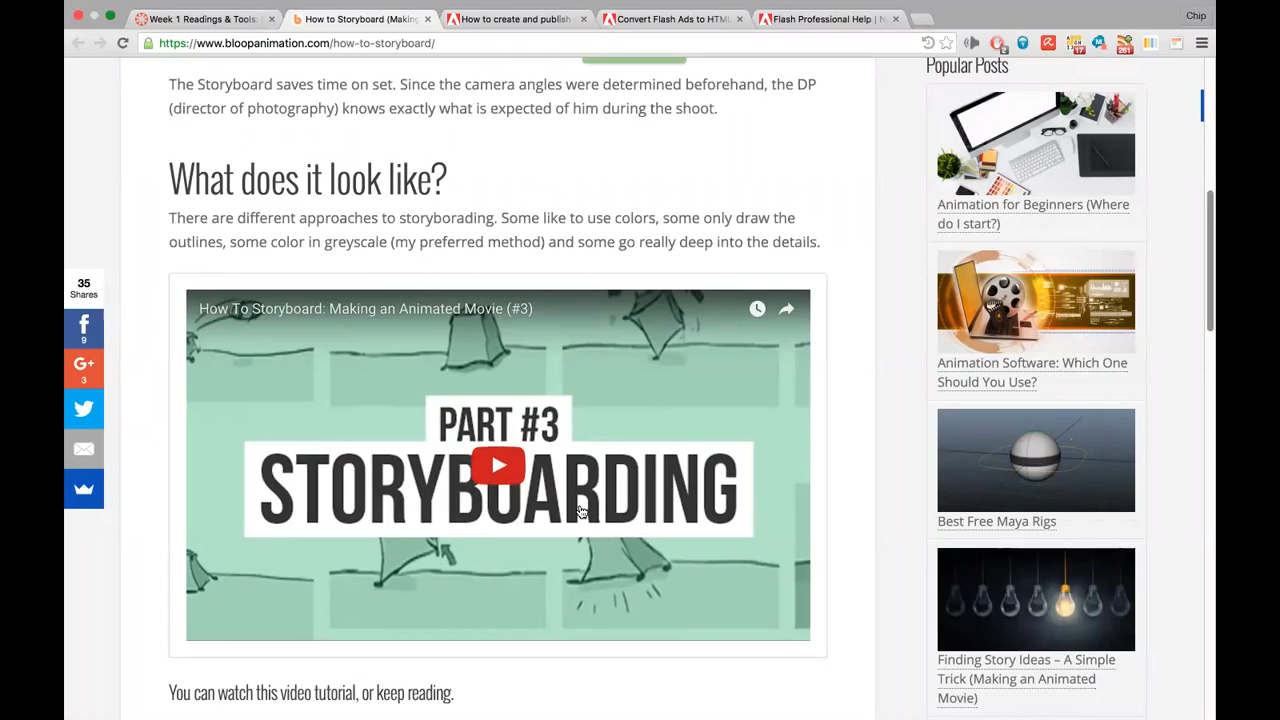 Week 1 Readings & Tools:
How to Storyboard (Making
How to create and publish
Convert Flash Ads to HTML
Flash Professional Help |
Chip
https://www.bloopanimation.com/how-to-storyboard/
2
17
261
The Storyboard saves time on set. Since the camera angles were determined beforehand, the DP
(director of photography) knows exactly what is expected of him during the shoot.
What does it look like?
There are different approaches to storyborading. Some like to use colors, some only draw the
outlines, some color in greyscale (my preferred method) and some go really deep into the details.
35
Shares
9
G+
3
How To Storyboard: Making an Animated Movie (#3)
PART #3
STORYBOARDING
You can watch this video tutorial, or keep reading.
Popular Posts
Animation for Beginners (Where
do I start?)
Animation Software: Which One
Should You Use?
Best Free Maya Rigs
Finding Story Ideas – A Simple
Trick (Making an Animated
Movie)